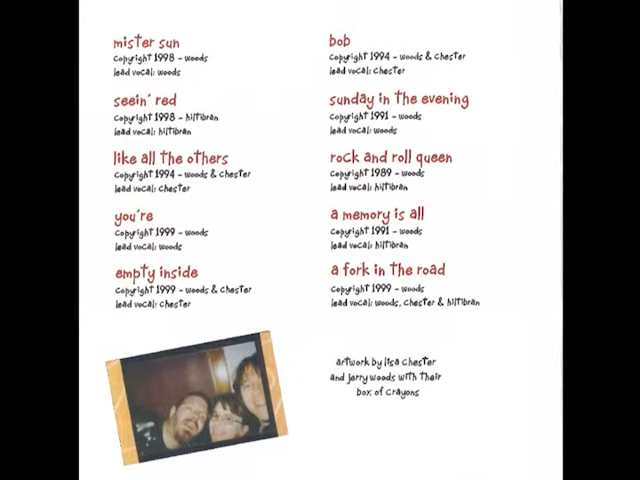 mister sun
copyright 1998 - woods
lead vocal: woods
seein' red
copyright 1998 - hiltibran
lead vocal: hiltibran
like all the others
copyright 1994 - woods & chester
lead vocal: chester
you're
copyright 1999 - woods
lead vocal: woods
empty inside
copyright 1999 - woods & chester
lead vocal: chester
bob
copyright 1994 - woods & chester
lead vocal: chester
sunday in the evening
copyright 1991 - woods
lead vocal: woods
rock and roll queen
copyright 1989 - woods
lead vocal: hiltibran
a memory is all
copyright 1991 - woods
lead vocal: hiltibran
a fork in the road
copyright 1999 - woods
lead vocal: woods, chester & hiltibran
artwork by lisa chester
and jerry woods with their
box of crayons